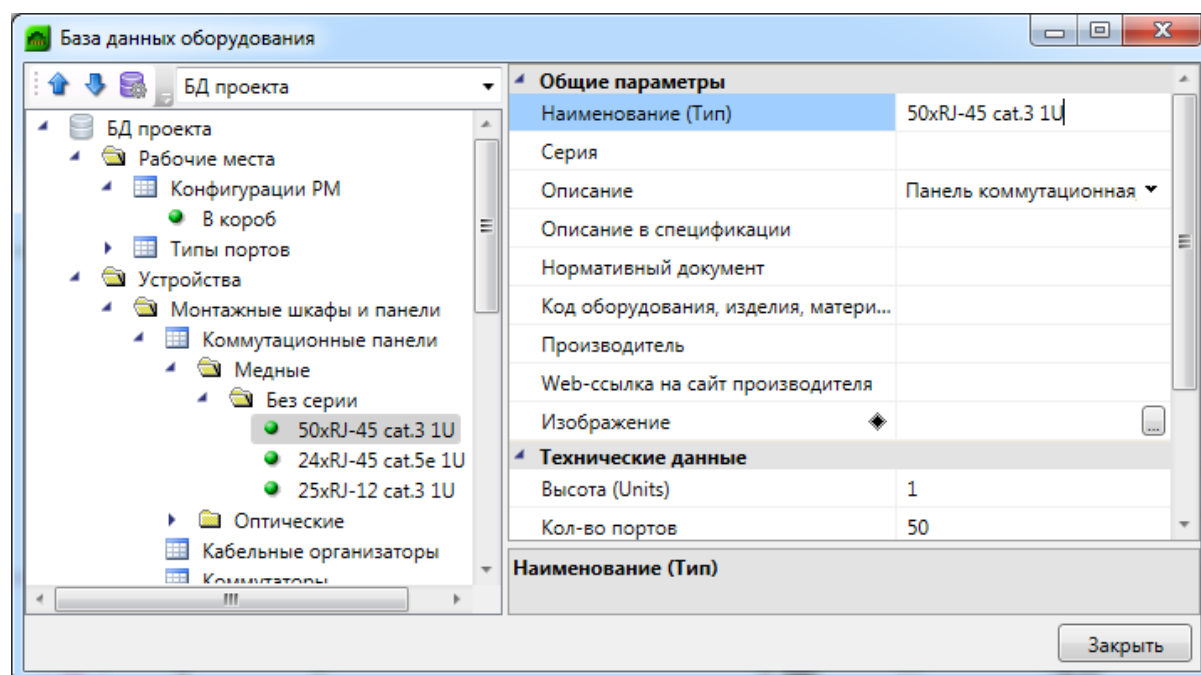 База данных оборудования
БД проекта
БД проекта
Рабочие места
Конфигурации РМ
В короб
Типы портов
Устройства
Монтажные шкафы и панели
Коммутационные панели
Медные
Без серии
50xRJ-45 cat.3 1U
24xRJ-45 cat.5e 1U
25xRJ-12 cat.3 1U
Оптические
Кабельные организаторы
Коммутаторы
Общие параметры
Наименование (Тип) 50xRJ-45 cat.3 1U
Серия
Описание Панель коммутационная
Описание в спецификации
Нормативный документ
Код оборудования, изделия, матери...
Производитель
Web-ссылка на сайт производителя
Изображение ...
Технические данные
Высота (Units) 1
Кол-во портов 50
Наименование (Тип)
Закрыть